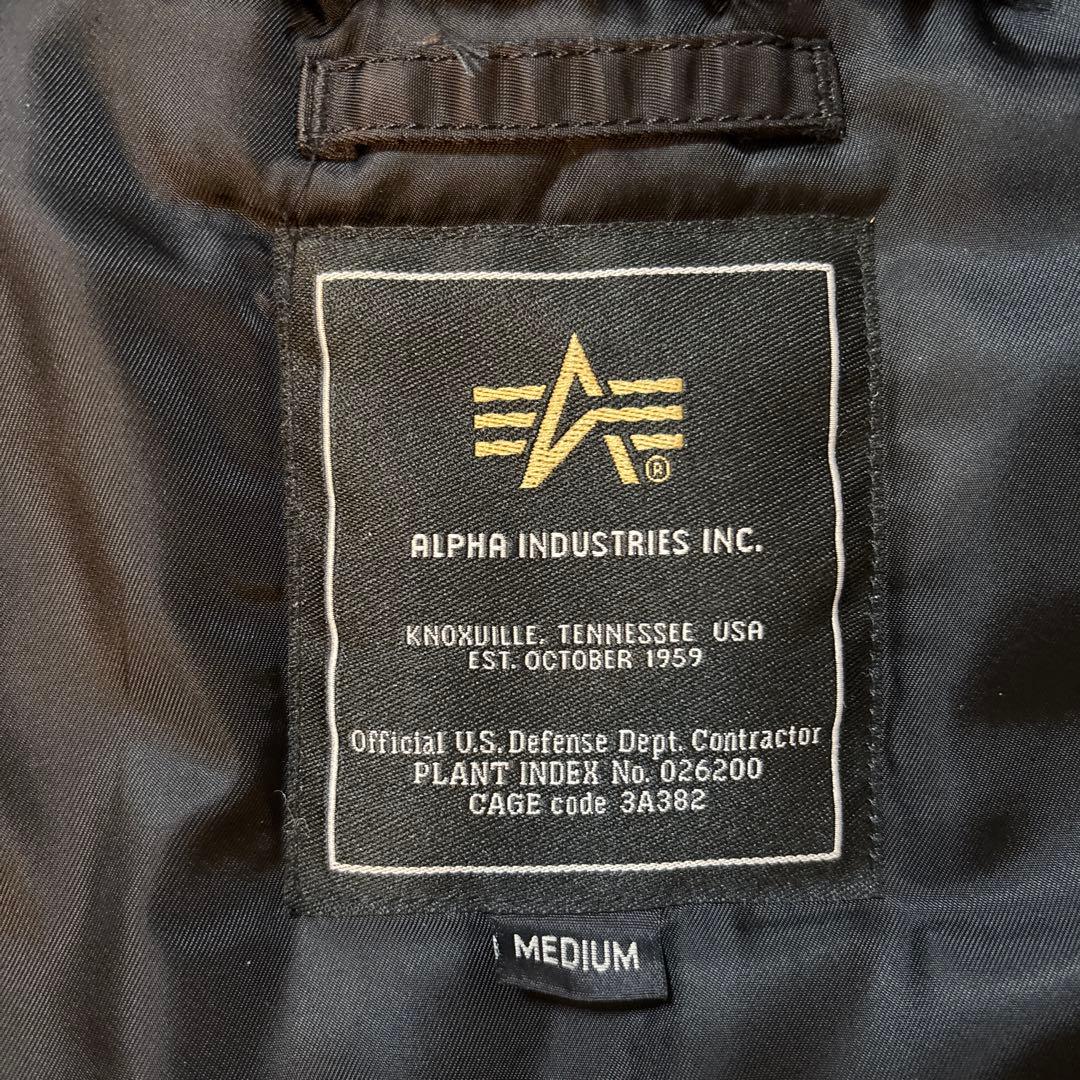 ®
ALPHA INDUSTRIES INC.
KNOXVILLE, TENNESSEE USA
EST. OCTOBER 1959
Official U.S. Defense Dept. Contractor
PLANT INDEX No. 026200
CAGE code 3A382
MEDIUM